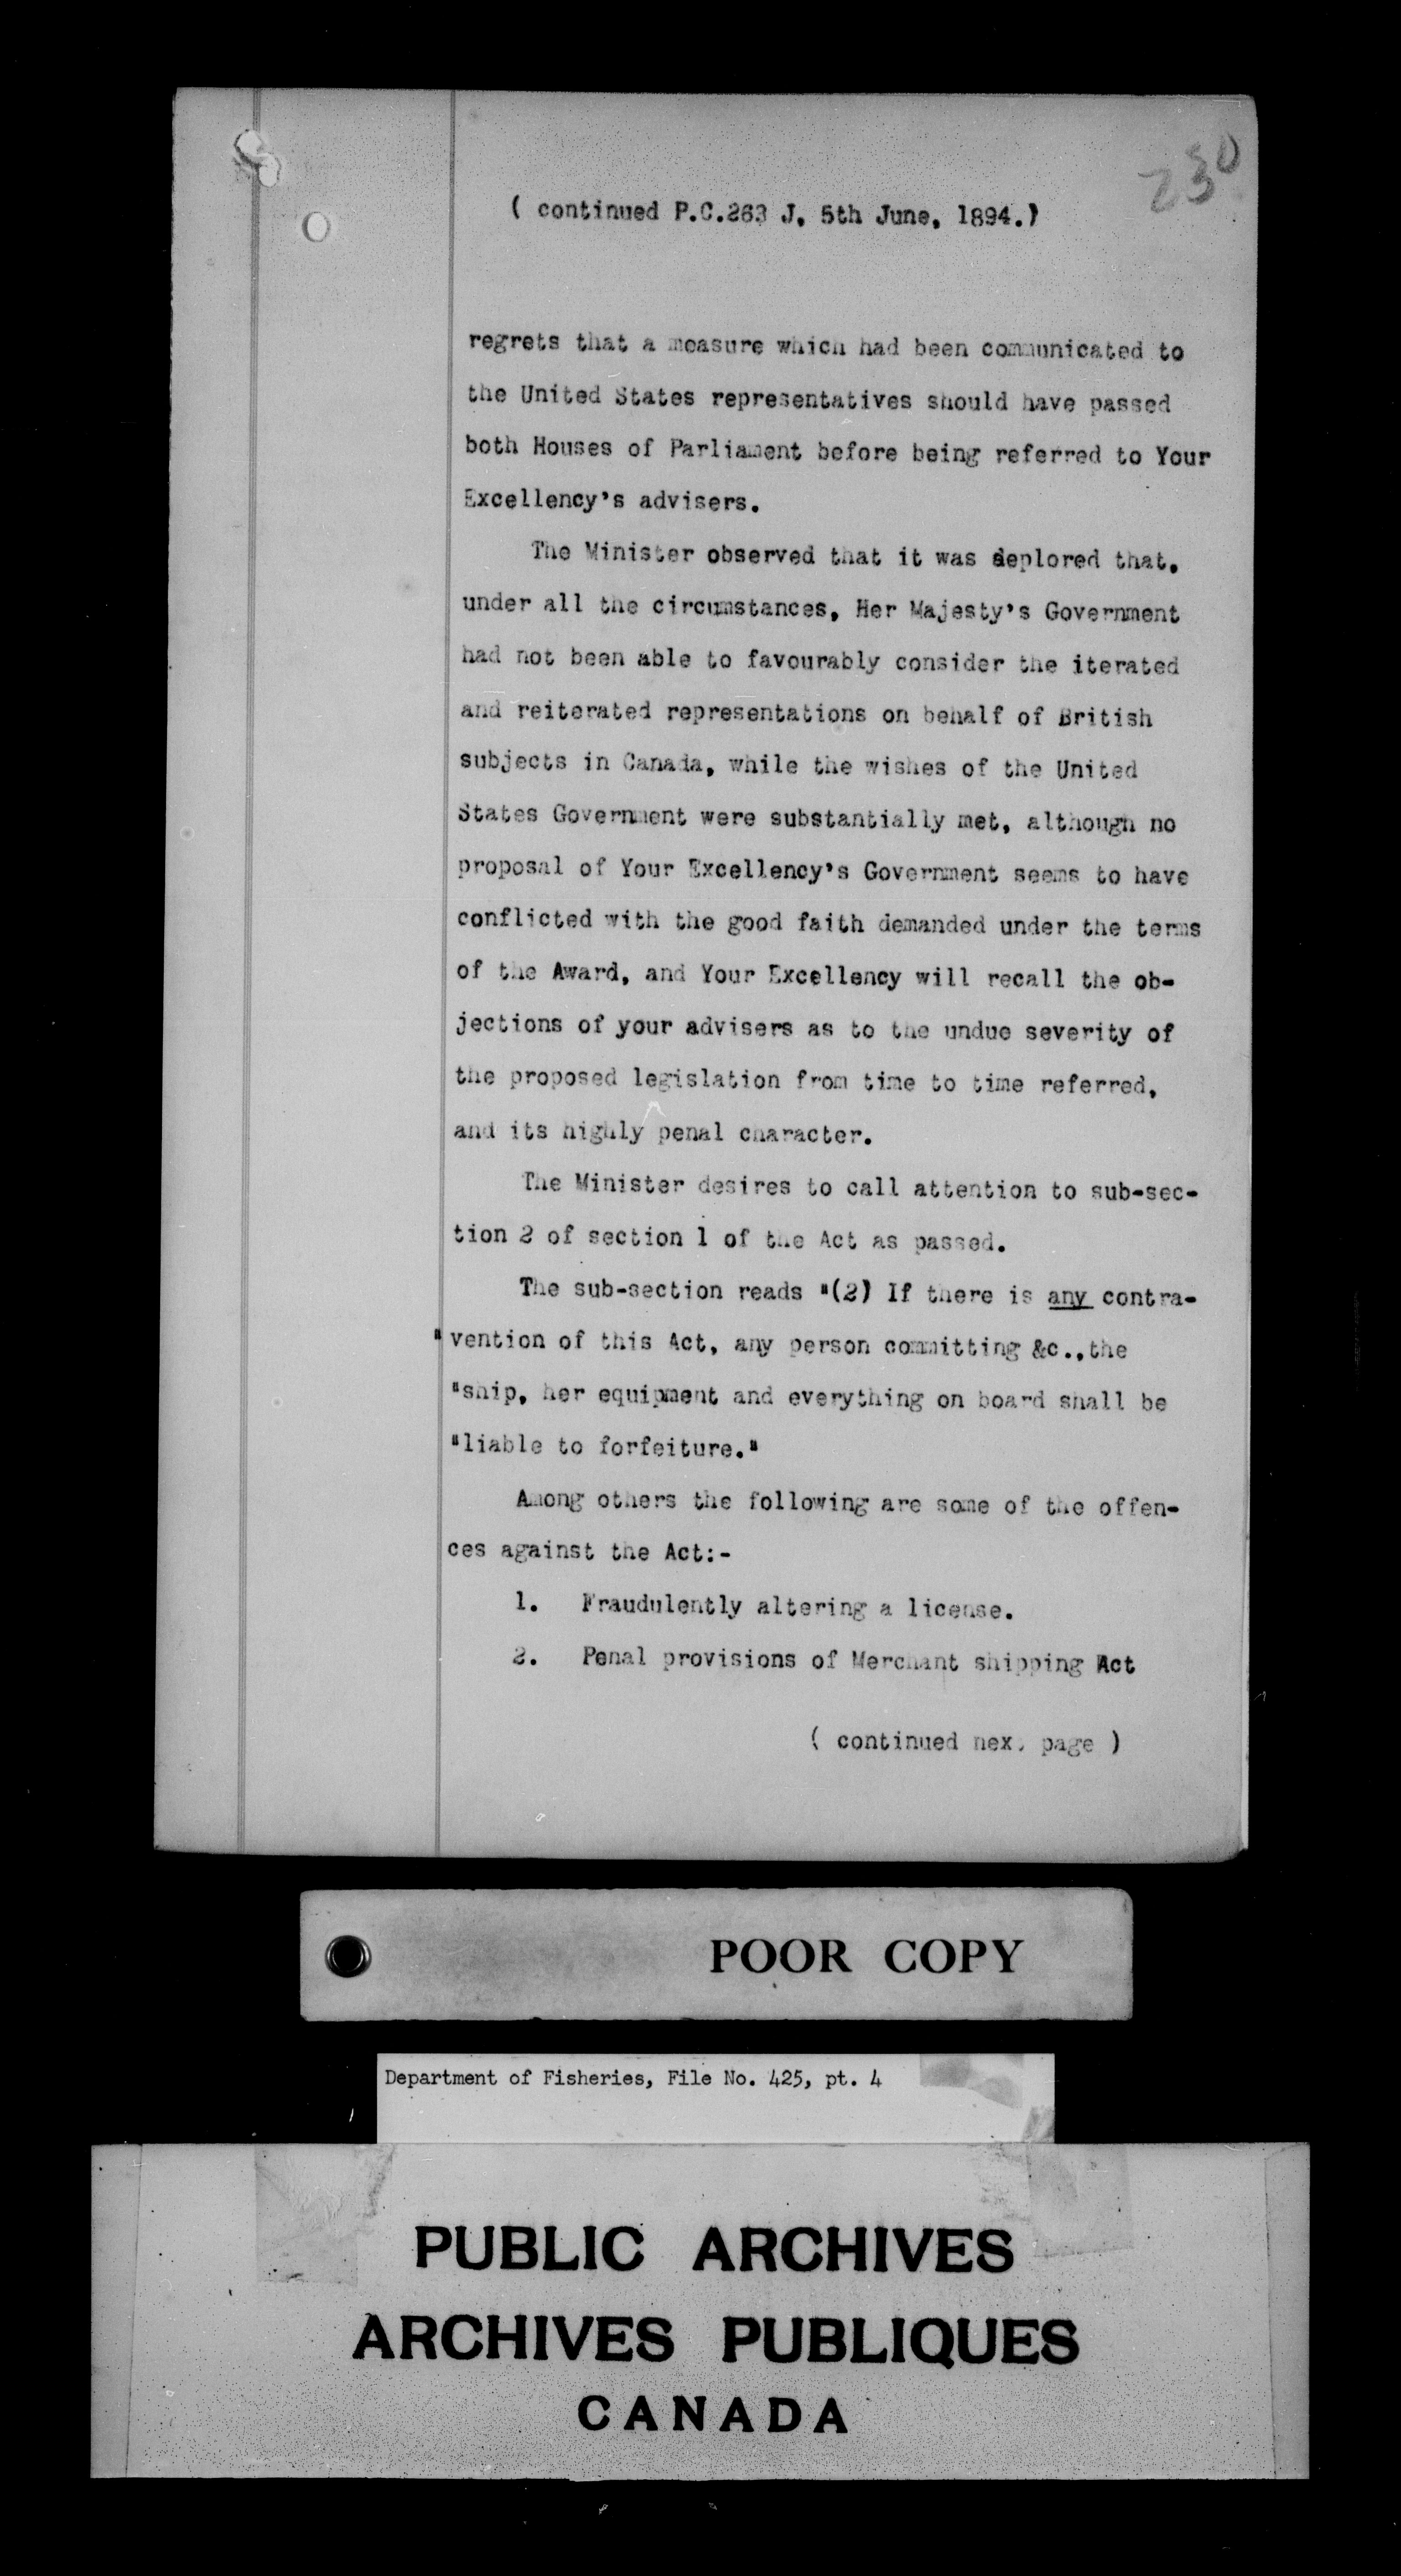 230
( continued P.C.263 J, 5th June, 1894.)
regrets that a measure which had been communicated to
the United States representatives should have passed
both Houses of Parliament before being referred to Your
Excellency's advisers.
The Minister observed that it was deplored that,
under all the circumstances, Her Majesty's Government
had not been able to favourably consider the iterated
and reiterated representations on behalf of British
subjects in Canada, while the wishes of the United
States Government were substantially met, although no
proposal of Your Excellency's Government seems to have
conflicted with the good faith demanded under the terms
of the Award, and Your Excellency will recall the ob-
jections of your advisers as to the undue severity of
the proposed legislation from time to time referred,
and its highly penal character.
The Minister desires to call attention to sub-sec-
tion 2 of section 1 of the Act as passed.
The sub-section reads "(2) If there is any contra-
"vention of this Act, any person committing &c.,the
"ship, her equipment and everything on board shall be
"liable to forfeiture."
Among others the following are some of the offen-
ces against the Act:-
1. Fraudulently altering a license.
2. Penal provisions of Merchant shipping Act
( continued next page )
POOR COPY
Department of Fisheries, File No. 425, pt. 4
PUBLIC ARCHIVES
ARCHIVES PUBLIQUES
CANADA